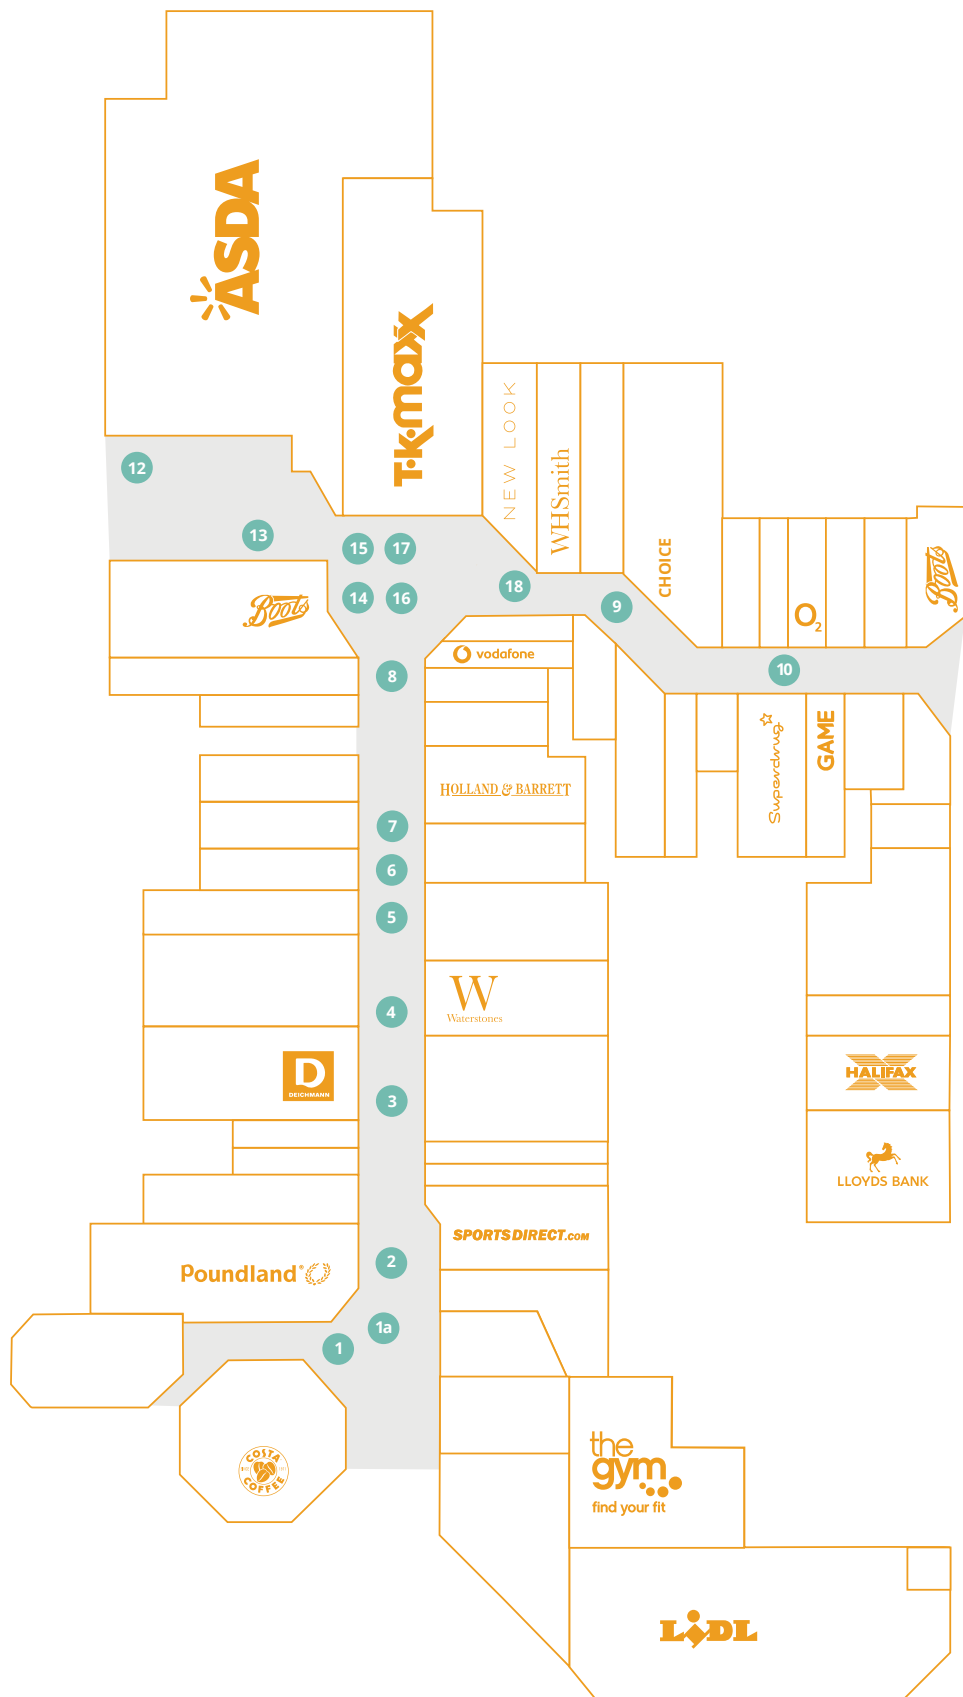 ASDA
T·K·maxx
NEW LOOK
WHSmith
CHOICE
12
13
15
17
14
16
18
9
Boots
O2
Boots
vodafone
8
10
Superdrug
GAME
HOLLAND & BARRETT
7
6
5
W
Waterstones
4
D
DEICHMANN
3
HALIFAX
LLOYDS BANK
SPORTSDIRECT.COM
2
Poundland®
1a
1
COSTA
COFFEE
the
gym
find your fit
LiDL